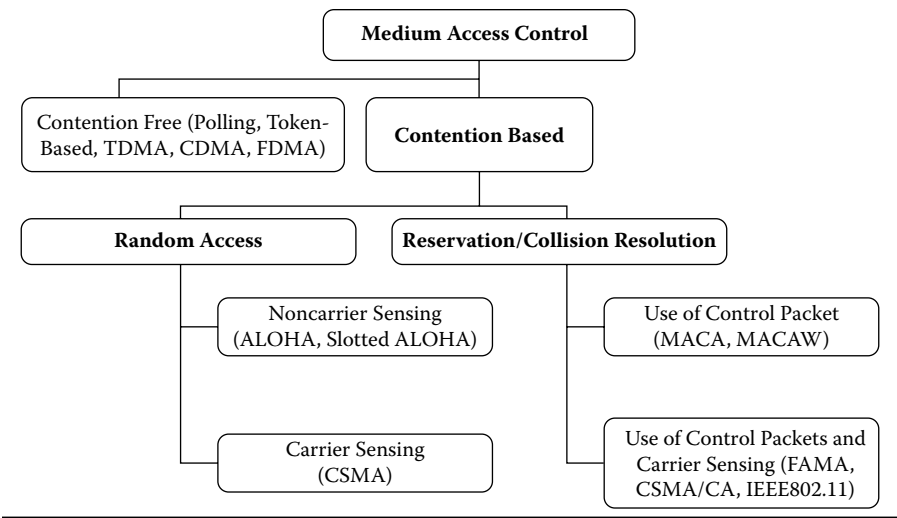 Medium Access Control
Contention Free (Polling, Token-
Based, TDMA, CDMA, FDMA)
Contention Based
Random Access
Reservation/Collision Resolution
Noncarrier Sensing
(ALOHA, Slotted ALOHA)
Use of Control Packet
(MACA, MACAW)
Carrier Sensing
(CSMA)
Use of Control Packets and
Carrier Sensing (FAMA,
CSMA/CA, IEEE802.11)